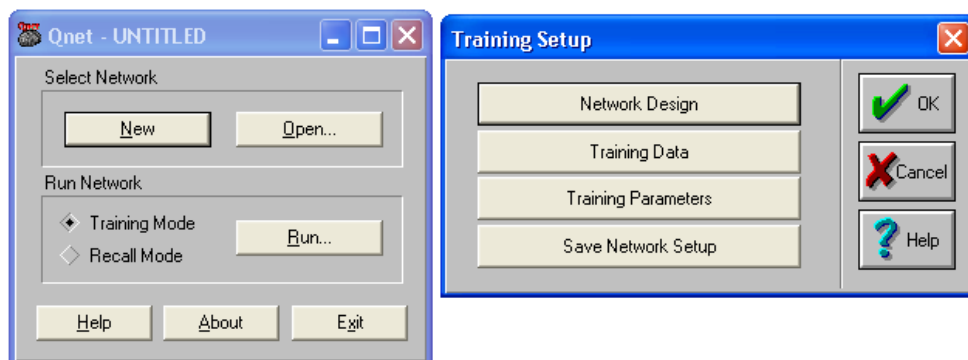 Qnet - UNTITLED
Select Network
New
Open...
Run Network
Training Mode
Recall Mode
Run...
Help
About
Exit
Training Setup
Network Design
Training Data
Training Parameters
Save Network Setup
OK
Cancel
Help